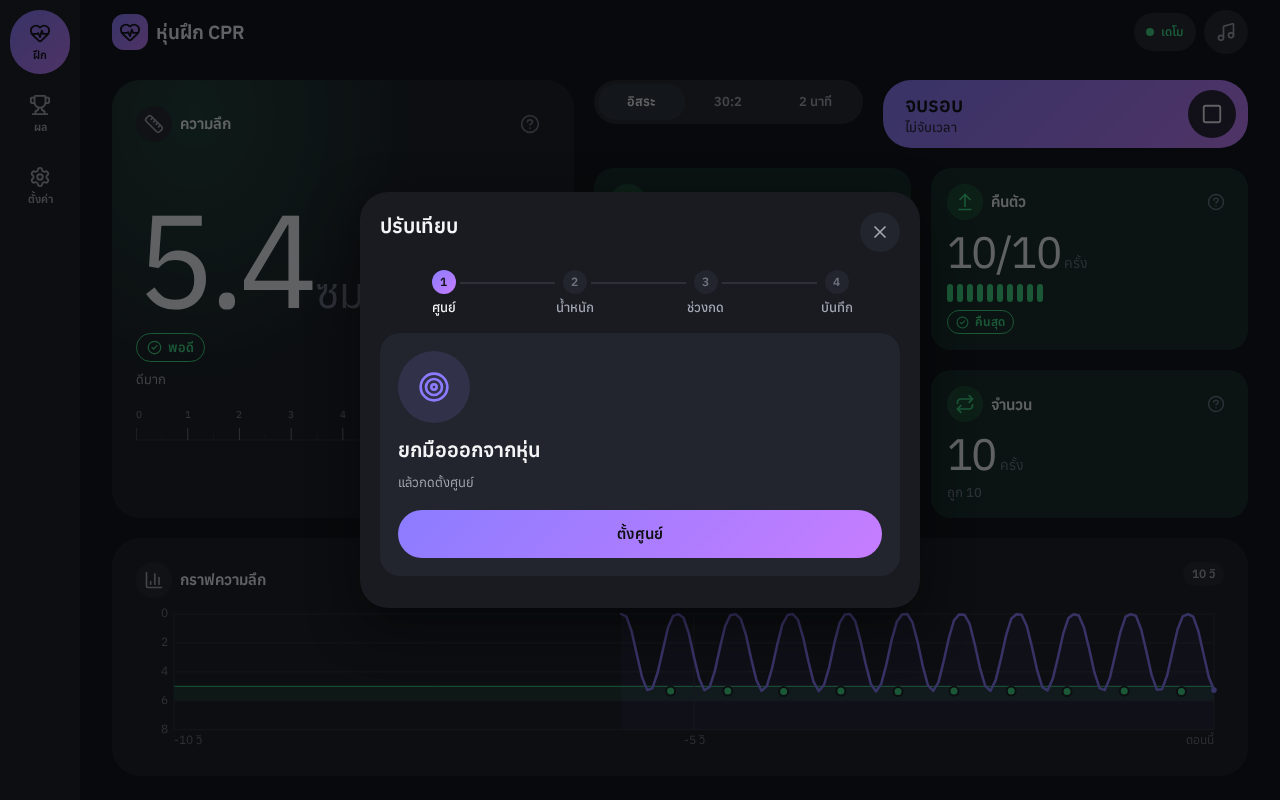 ฝึก
ผล
ตั้งค่า
หุ่นฝึก CPR
เดโม
ความลึก
5.4 ซม
พอดี
ดีมาก
0 1 2 3 4
อิสระ
30:2
2 นาที
จบรอบ
ไม่จับเวลา
คืนตัว
10/10 ครั้ง
คืนสุด
จำนวน
10 ครั้ง
ถูก 10
ปรับเทียบ
1 2 3 4
ศูนย์ น้ำหนัก ช่วงกด บันทึก
ยกมือออกจากหุ่น
แล้วกดตั้งศูนย์
ตั้งศูนย์
กราฟความลึก
10 วิ
0
2
4
6
8
-10 วิ
-5 วิ
ตอนนี้